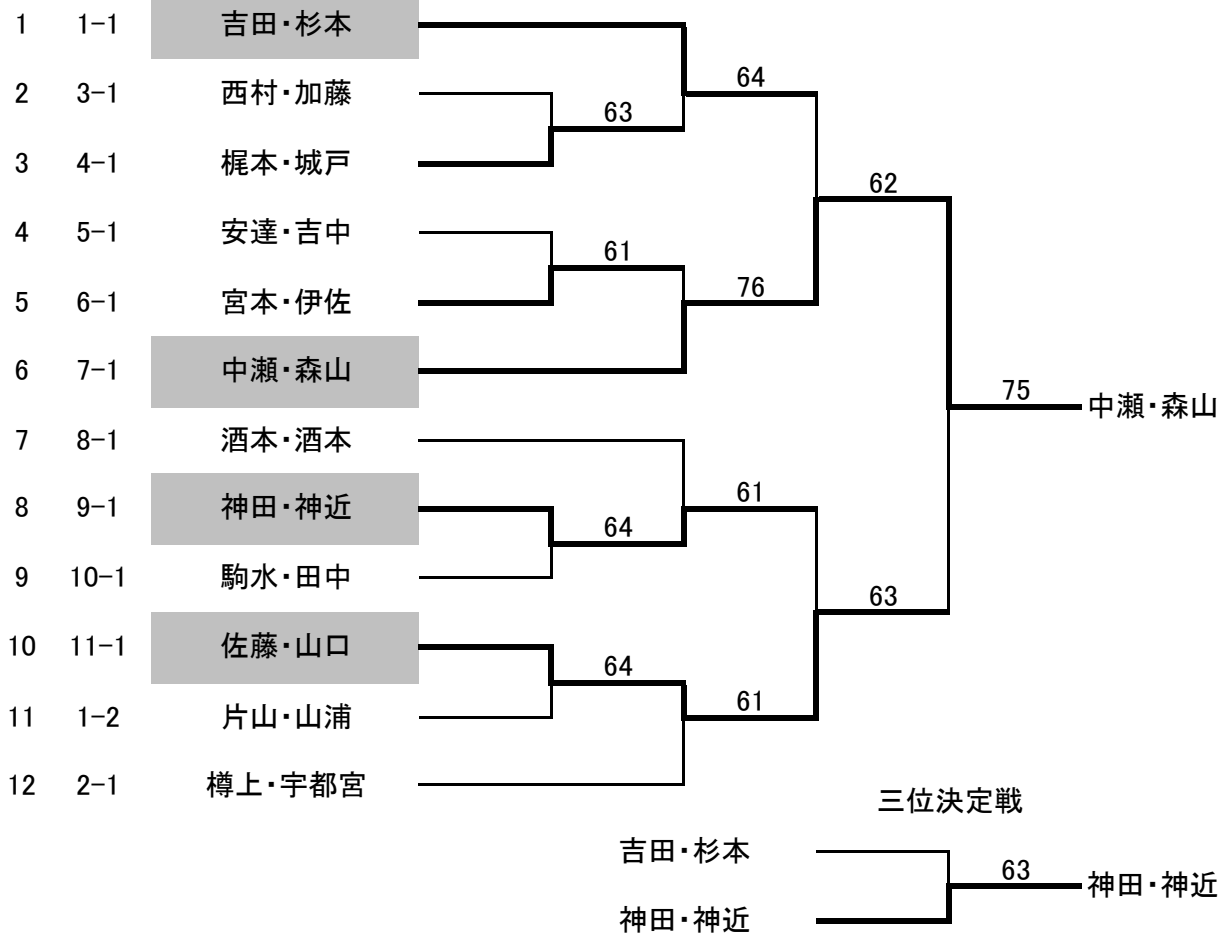 1 1-1 吉田・杉本
64
2 3-1 西村・加藤
63
3 4-1 梶本・城戸
62
4 5-1 安達・吉中
61
76
5 6-1 宮本・伊佐
6 7-1 中瀬・森山
75
中瀬・森山
7 8-1 酒本・酒本
61
8 9-1 神田・神近
64
9 10-1 駒水・田中
63
10 11-1 佐藤・山口
64
61
11 1-2 片山・山浦
12 2-1 樽上・宇都宮
三位決定戦
吉田・杉本
63
神田・神近
神田・神近